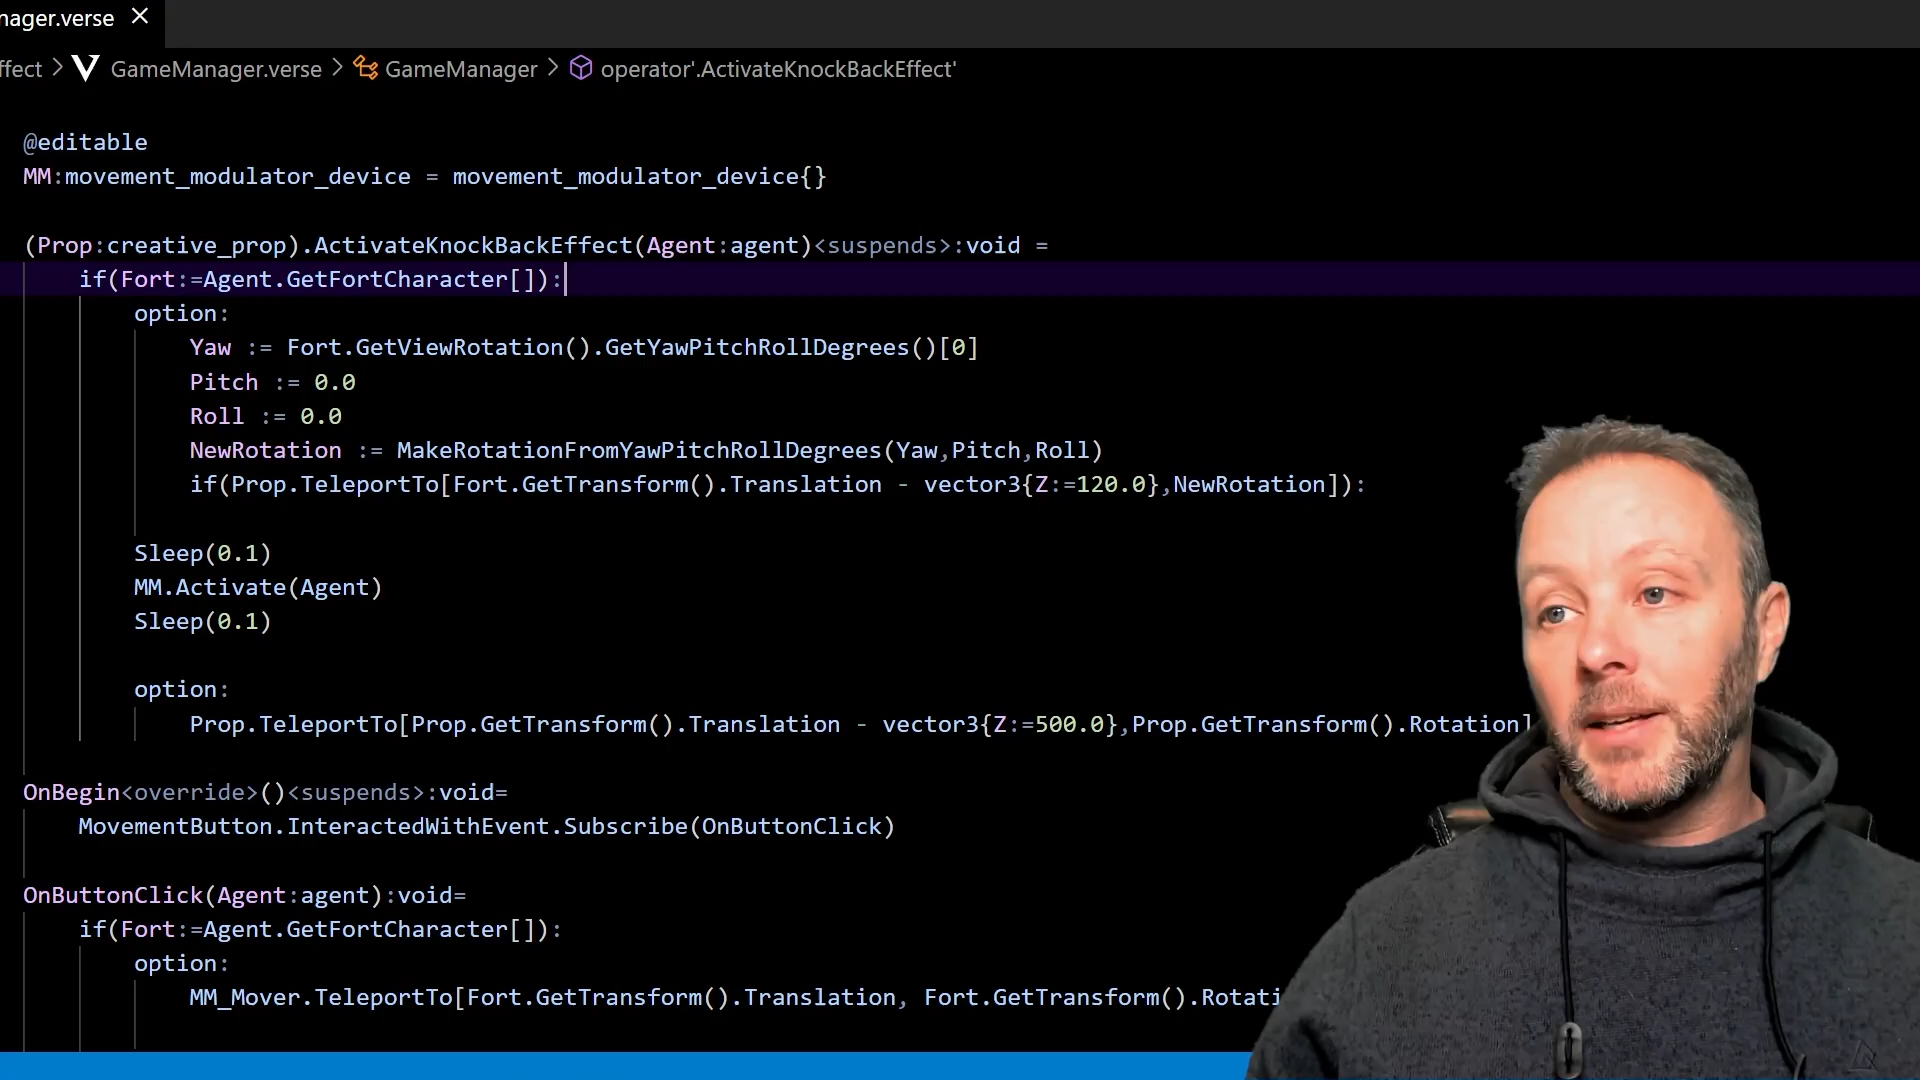 nager.verse
ffect > GameManager.verse > GameManager > operator'.ActivateKnockBackEffect'
@editable
MM:movement_modulator_device = movement_modulator_device{}
(Prop:creative_prop).ActivateKnockBackEffect(Agent:agent)<suspends>:void =
if(Fort:=Agent.GetFortCharacter[]):
option:
Yaw := Fort.GetViewRotation().GetYawPitchRollDegrees()[0]
Pitch := 0.0
Roll := 0.0
NewRotation := MakeRotationFromYawPitchRollDegrees(Yaw,Pitch,Roll)
if(Prop.TeleportTo[Fort.GetTransform().Translation - vector3{Z:=120.0},NewRotation]):
Sleep(0.1)
MM.Activate(Agent)
Sleep(0.1)
option:
Prop.TeleportTo[Prop.GetTransform().Translation - vector3{Z:=500.0},Prop.GetTransform().Rotation]
OnBegin<override>()<suspends>:void=
MovementButton.InteractedWithEvent.Subscribe(OnButtonClick)
OnButtonClick(Agent:agent):void=
if(Fort:=Agent.GetFortCharacter[]):
option:
MM_Mover.TeleportTo[Fort.GetTransform().Translation, Fort.GetTransform().Rotati